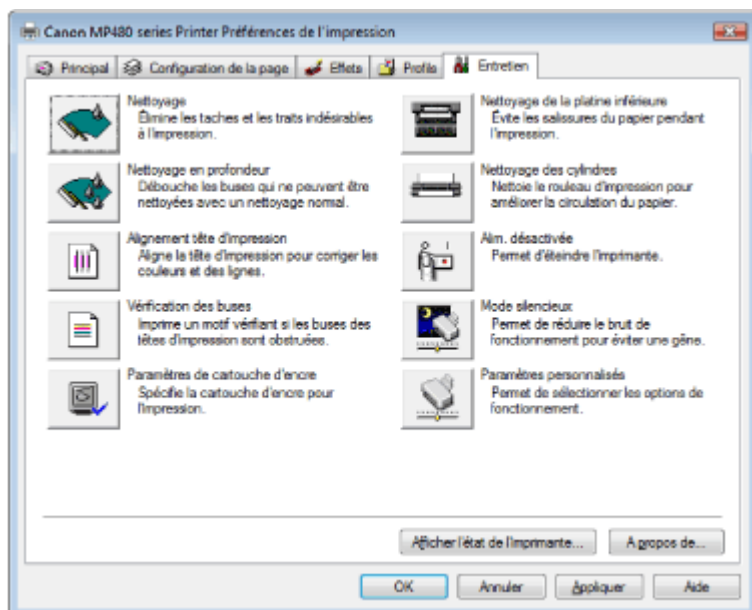 Canon MP480 series Printer Préférences de l'impression
Principal
Configuration de la page
Effets
Profils
Entretien
Nettoyage
Élimine les taches et les traits indésirables
à l'impression.
Nettoyage en profondeur
Débouche les buses qui ne peuvent être
nettoyées avec un nettoyage normal.
Alignement tête d'impression
Aligne la tête d'impression pour corriger les
couleurs et des lignes.
Vérification des buses
Imprime un motif vérifiant si les buses des
têtes d'impression sont obstruées.
Paramètres de cartouche d'encre
Spécifie la cartouche d'encre pour
l'impression.
Nettoyage de la platine inférieure
Évite les salissures du papier pendant
l'impression.
Nettoyage des cylindres
Nettoie le rouleau d'impression pour
améliorer la circulation du papier.
Alim. désactivée
Permet d'éteindre l'imprimante.
Mode silencieux
Permet de réduire le bruit de
fonctionnement pour éviter une gêne.
Paramètres personnalisés
Permet de sélectionner les options de
fonctionnement.
Afficher l'état de l'imprimante...
A propos de...
OK
Annuler
Appliquer
Aide